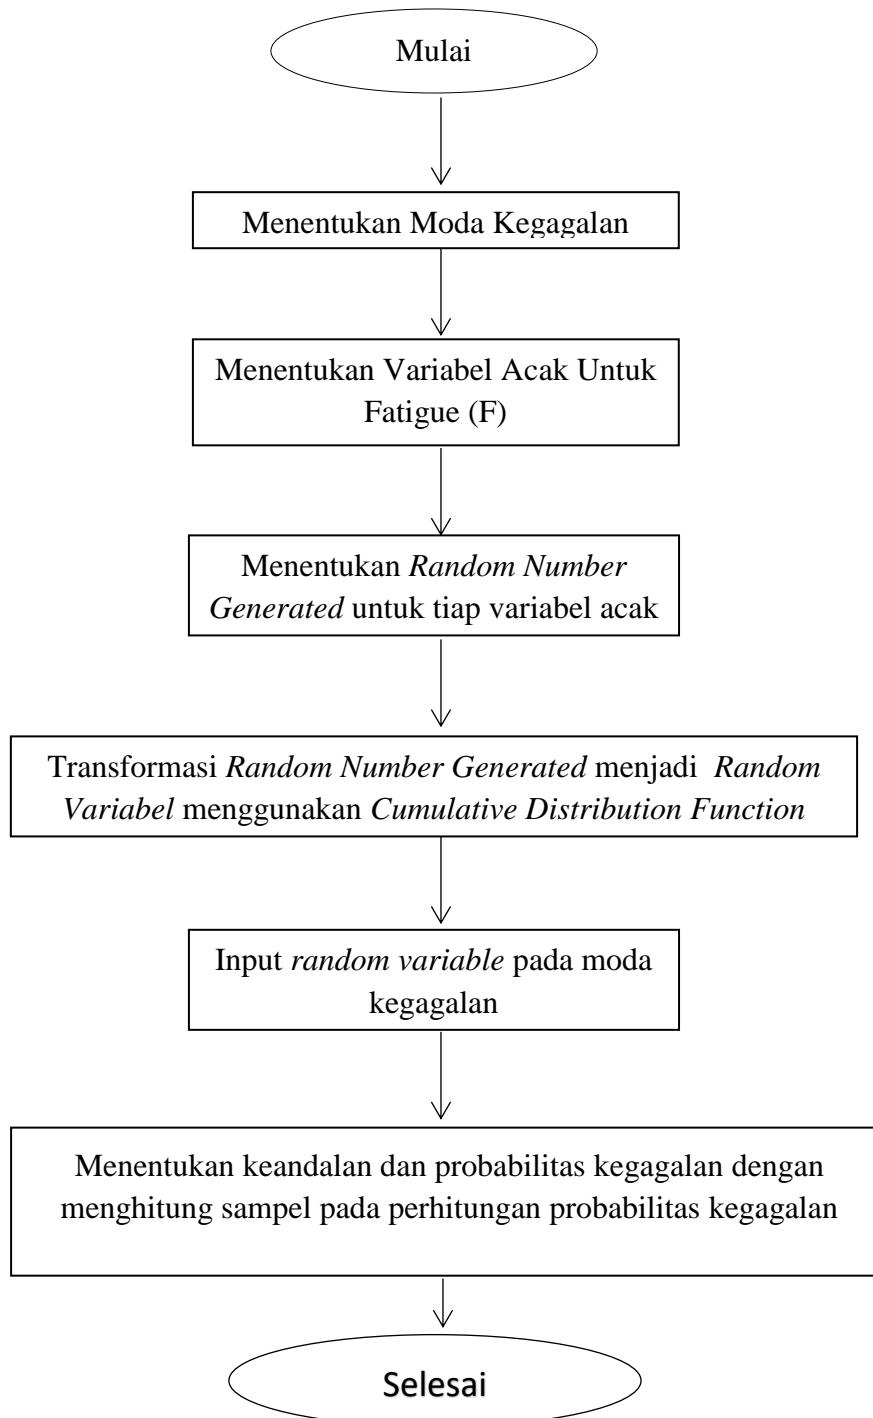 Mulai
Menentukan Moda Kegagalan
Menentukan Variabel Acak Untuk
Fatigue (F)
Menentukan Random Number
Generated untuk tiap variabel acak
Transformasi Random Number Generated menjadi Random
Variabel menggunakan Cumulative Distribution Function
Input random variable pada moda
kegagalan
Menentukan keandalan dan probabilitas kegagalan dengan
menghitung sampel pada perhitungan probabilitas kegagalan
Selesai